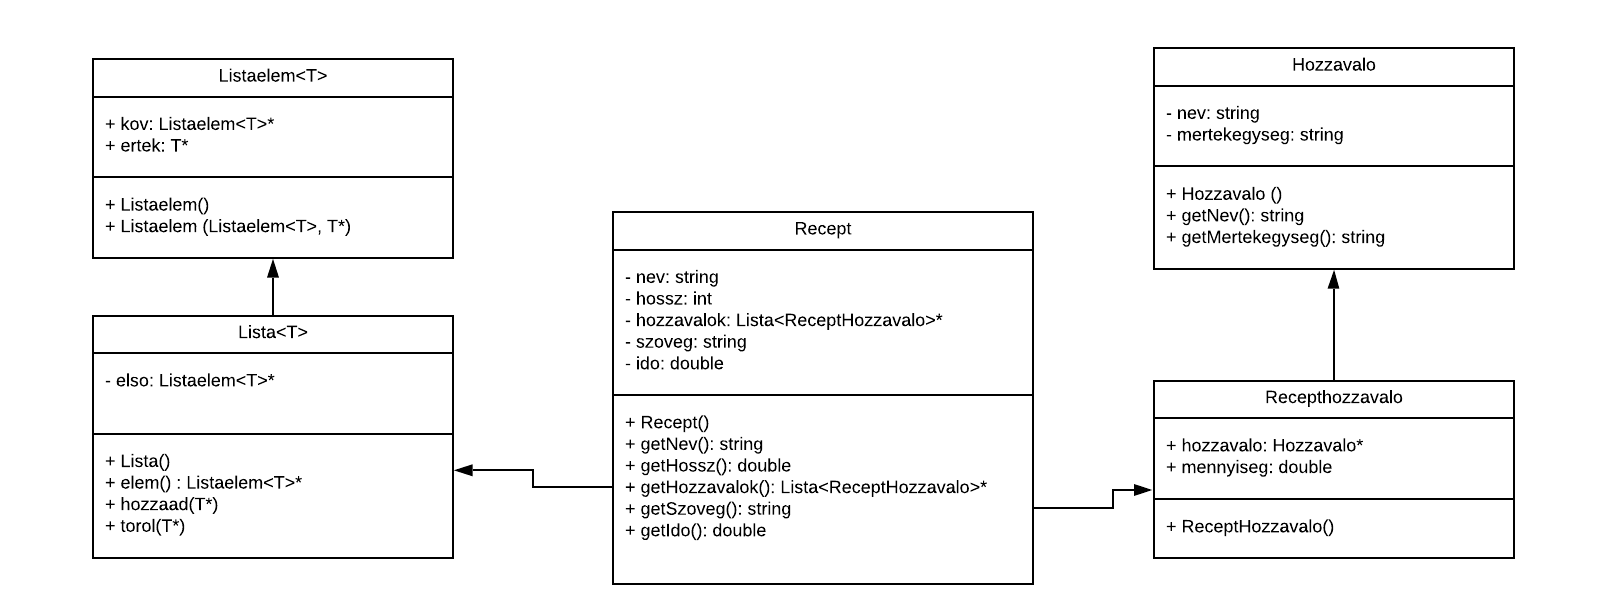 Listaelem<T>
+ kov: Listaelem<T>*
+ ertek: T*
+ Listaelem()
+ Listaelem (Listaelem<T>, T*)
Lista<T>
- elso: Listaelem<T>*
+ Lista()
+ elem() : Listaelem<T>*
+ hozzaad(T*)
+ torol(T*)
Recept
- nev: string
- hossz: int
- hozzavalok: Lista<ReceptHozzavalo>*
- szoveg: string
- ido: double
+ Recept()
+ getNev(): string
+ getHossz(): double
+ getHozzavalok(): Lista<ReceptHozzavalo>*
+ getSzoveg(): string
+ getIdo(): double
Hozzavalo
- nev: string
- mertekegyseg: string
+ Hozzavalo ()
+ getNev(): string
+ getMertekegyseg(): string
Recepthozzavalo
+ hozzavalo: Hozzavalo*
+ mennyiseg: double
+ ReceptHozzavalo()